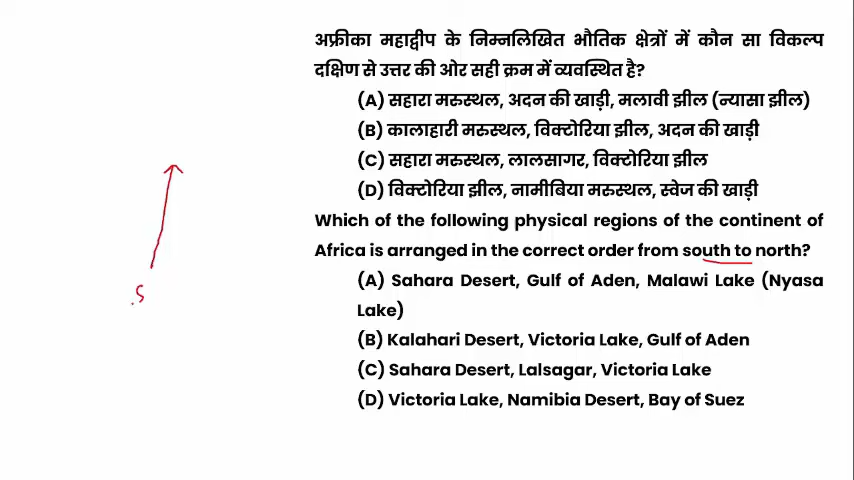 अफ्रीका महाद्वीप के निम्नलिखित भौतिक क्षेत्रों में कौन सा विकल्प
दक्षिण से उत्तर की ओर सही क्रम में व्यवस्थित है?
(A) सहारा मरुस्थल, अदन की खाड़ी, मलावी झील (न्यासा झील)
(B) कालाहारी मरुस्थल, विक्टोरिया झील, अदन की खाड़ी
(C) सहारा मरुस्थल, लालसागर, विक्टोरिया झील
(D) विक्टोरिया झील, नामीबिया मरुस्थल, स्वेज की खाड़ी
Which of the following physical regions of the continent of
Africa is arranged in the correct order from south to north?
(A) Sahara Desert, Gulf of Aden, Malawi Lake (Nyasa
Lake)
(B) Kalahari Desert, Victoria Lake, Gulf of Aden
(C) Sahara Desert, Lalsagar, Victoria Lake
(D) Victoria Lake, Namibia Desert, Bay of Suez
.S